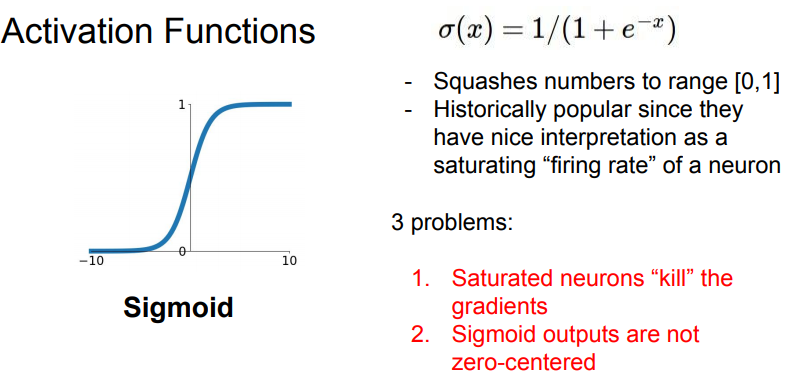 Activation Functions
σ(x) = 1/(1 + e⁻ˣ)
- Squashes numbers to range [0,1]
- Historically popular since they
have nice interpretation as a
saturating “firing rate” of a neuron
1
0
−10
10
Sigmoid
3 problems:
1. Saturated neurons “kill” the
gradients
2. Sigmoid outputs are not
zero-centered